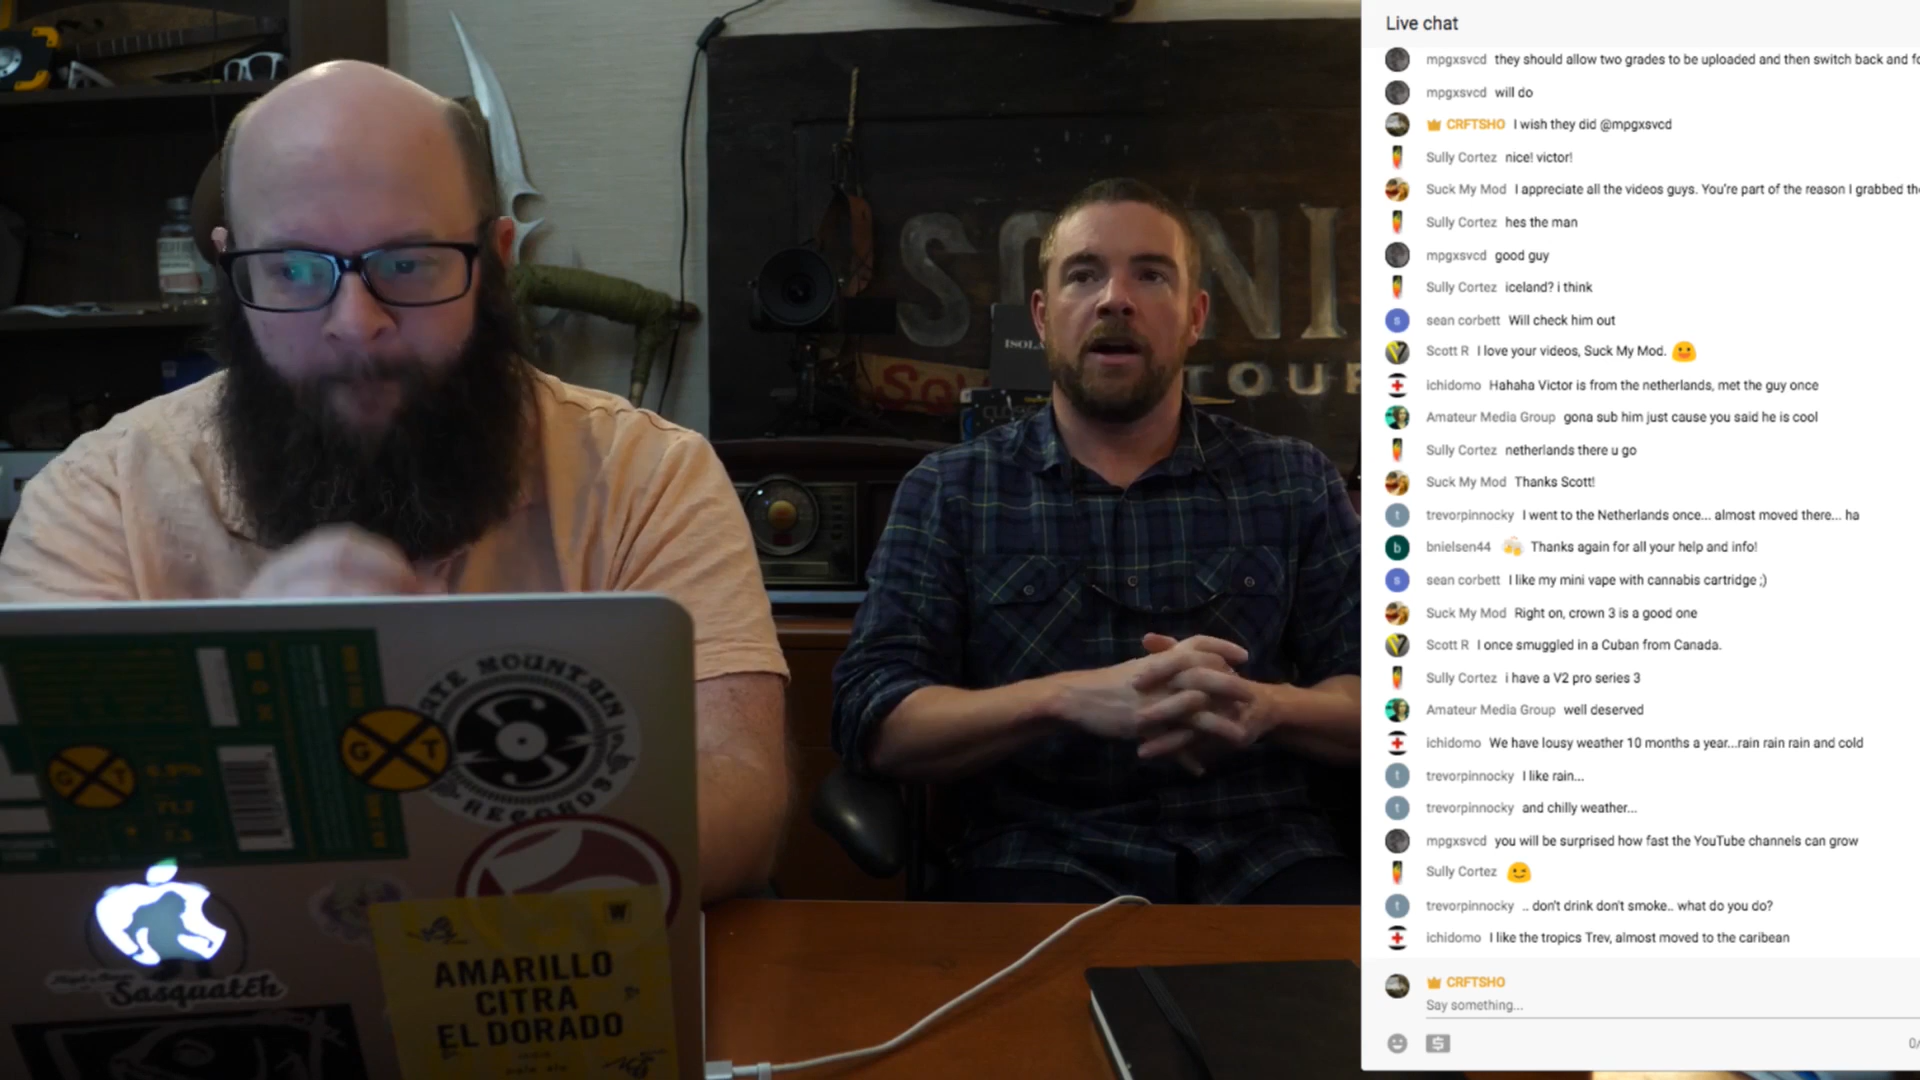 Live chat
mpgxsvcd they should allow two grades to be uploaded and then switch back and
mpgxsvcd will do
CRFTSHO I wish they did @mpgxsvcd
Sully Cortez nice! victor!
Suck My Mod I appreciate all the videos guys. You're part of the reason I grabbed
Sully Cortez hes the man
mpgxsvcd good guy
Sully Cortez iceland? i think
s sean corbett Will check him out
Scott R I love your videos, Suck My Mod.
ichidomo Hahaha Victor is from the netherlands, met the guy once
Amateur Media Group gona sub him just cause you said he is cool
Sully Cortez netherlands there u go
Suck My Mod Thanks Scott!
t trevorpinnocky I went to the Netherlands once... almost moved there... ha
b bnielsen44 Thanks again for all your help and info!
s sean corbett I like my mini vape with cannabis cartridge ;)
Suck My Mod Right on, crown 3 is a good one
Scott R I once smuggled in a Cuban from Canada.
Sully Cortez i have a V2 pro series 3
Amateur Media Group well deserved
ichidomo We have lousy weather 10 months a year...rain rain rain and cold
t trevorpinnocky I like rain...
t trevorpinnocky and chilly weather...
mpgxsvcd you will be surprised how fast the YouTube channels can grow
Sully Cortez
t trevorpinnocky .. don't drink don't smoke.. what do you do?
ichidomo I like the tropics Trev, almost moved to the caribean
CRFTSHO
Say something...
0/
TOUR
MOUNTAIN
RECORDS
G T
G T
Sasquatch
W
AMARILLO
CITRA
EL DORADO